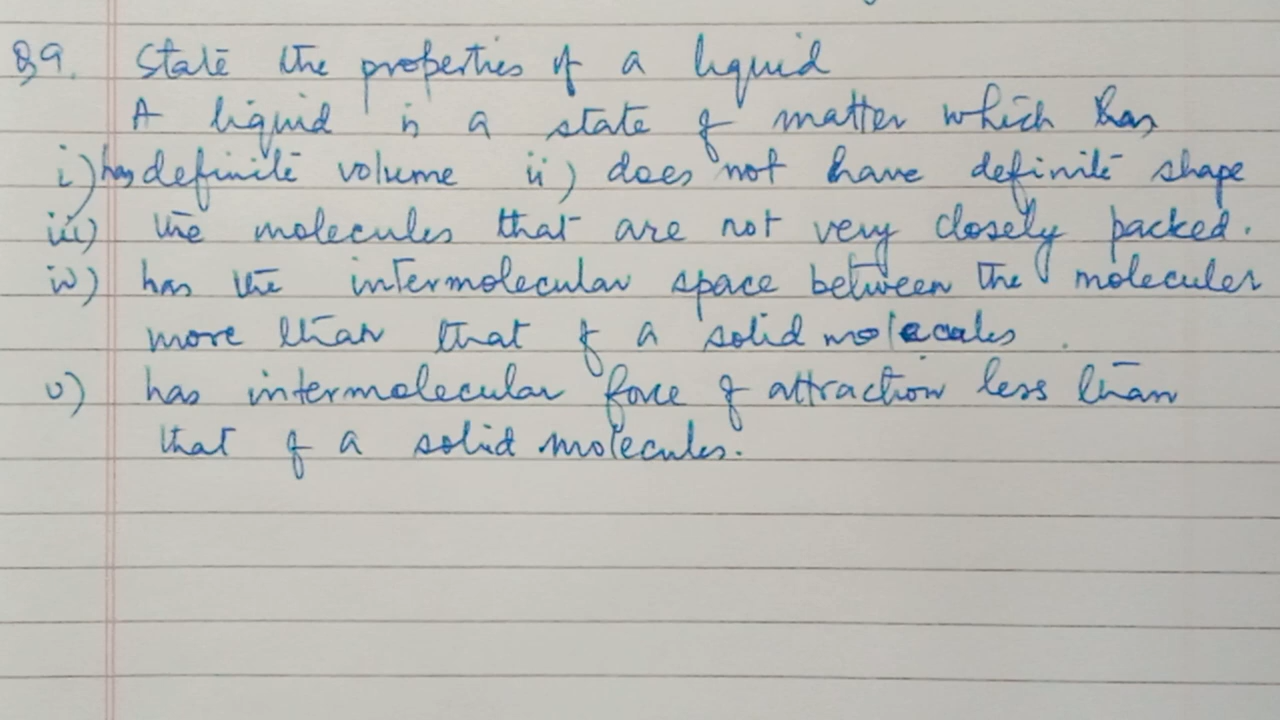 Q9. State the properties of a liquid
A liquid is a state of matter which has
i) has definite volume ii) does not have definite shape
iii) the molecules that are not very closely packed.
iv) has the intermolecular space between the molecules
more than that of a solid molecules.
v) has intermolecular force of attraction less than
that of a solid molecules.